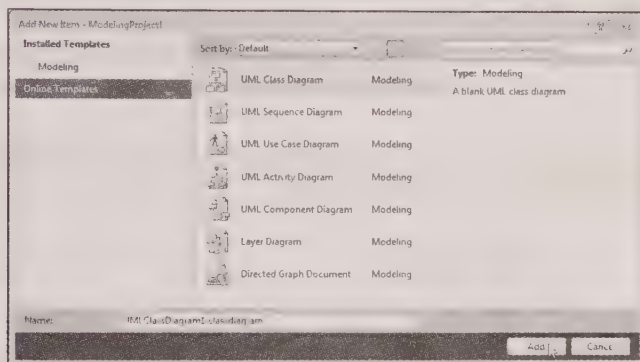 Add New Item - ModelingProject1
Installed Templates
Modeling
Online Templates
Sort by: Default
UML Class Diagram Modeling
UML Sequence Diagram Modeling
UML Use Case Diagram Modeling
UML Activity Diagram Modeling
UML Component Diagram Modeling
Layer Diagram Modeling
Directed Graph Document Modeling
Type: Modeling
A blank UML class diagram
Name: UMLClassDiagram1.classdiagram
Add Cancel